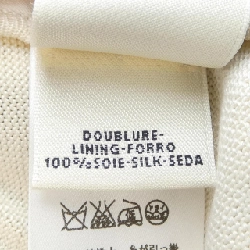 DOUBLURE-
LINING-FORRO
100%SOIE-SILK-SEDA